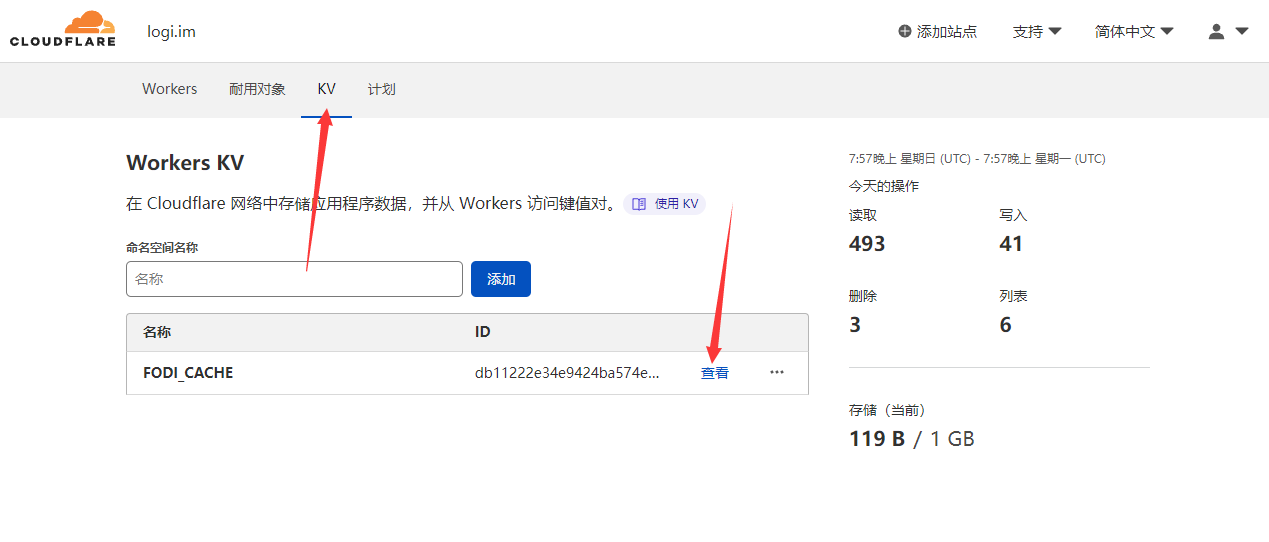 CLOUDFLARE
logi.im
添加站点
支持
简体中文
Workers
耐用对象
KV
计划
Workers KV
在 Cloudflare 网络中存储应用程序数据，并从 Workers 访问键值对。
使用 KV
命名空间名称
名称
添加
名称 ID
FODI_CACHE db11222e34e9424ba574e... 查看 ...
7:57晚上 星期日 (UTC) - 7:57晚上 星期一 (UTC)
今天的操作
读取 写入
493 41
删除 列表
3 6
存储（当前）
119 B / 1 GB